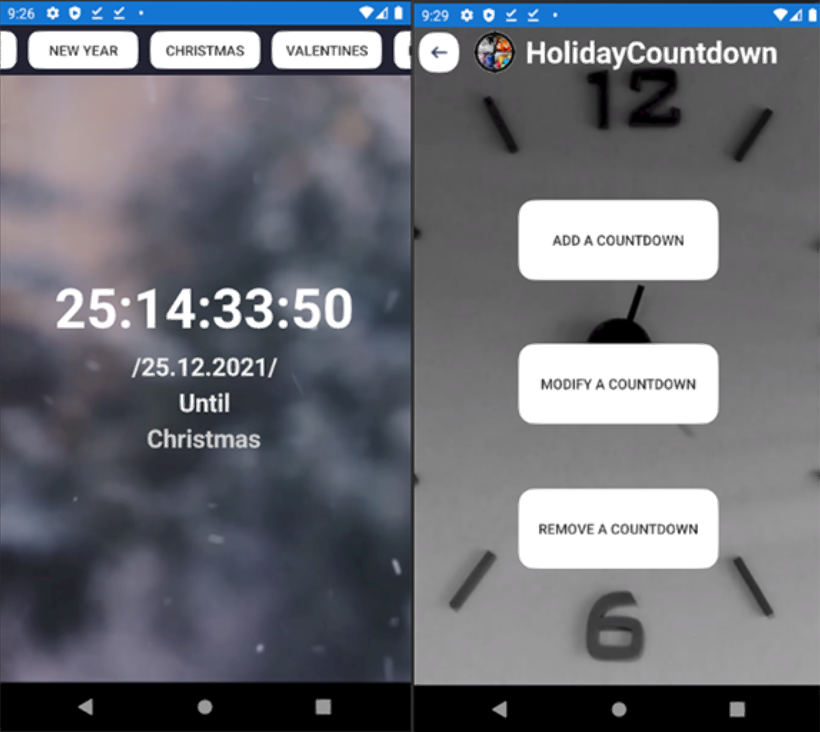 9:26
NEW YEAR
CHRISTMAS
VALENTINES
25:14:33:50
/25.12.2021/
Until
Christmas
9:29
HolidayCountdown
12
ADD A COUNTDOWN
MODIFY A COUNTDOWN
REMOVE A COUNTDOWN
6